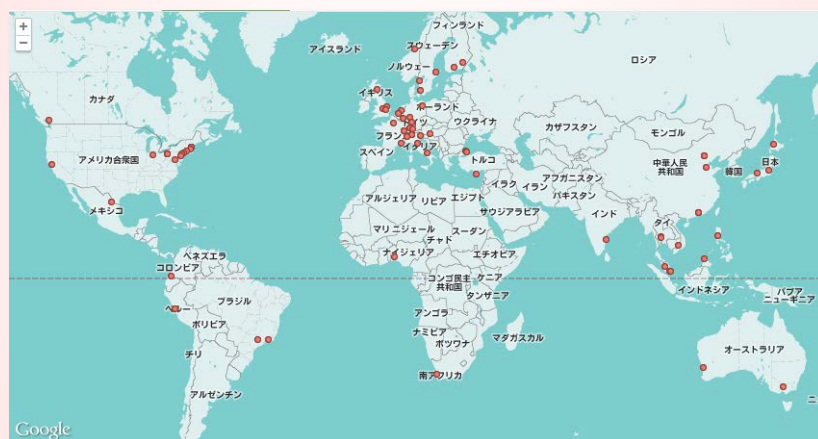 +
−
フィンランド
スウェーデン
アイスランド
ノルウェー
ロシア
カナダ
イギリス
ポーランド
ドイツ
ウクライナ
カザフスタン
モンゴル
フランス
アメリカ合衆国
スペイン
イタリア
トルコ
中華人民
共和国
韓国
日本
アフガニスタン
イラク
イラン
パキスタン
アルジェリア
リビア
エジプト
メキシコ
サウジアラビア
インド
マリ
ニジェール
スーダン
タイ
チャド
ベネズエラ
ナイジェリア
エチオピア
コロンビア
コンゴ民主
共和国
ケニア
インドネシア
パプア
ニューギニア
ブラジル
タンザニア
ペルー
アンゴラ
ボリビア
ナミビア
ボツワナ
マダガスカル
オーストラリア
チリ
南アフリカ
アルゼンチン
ニ
Google